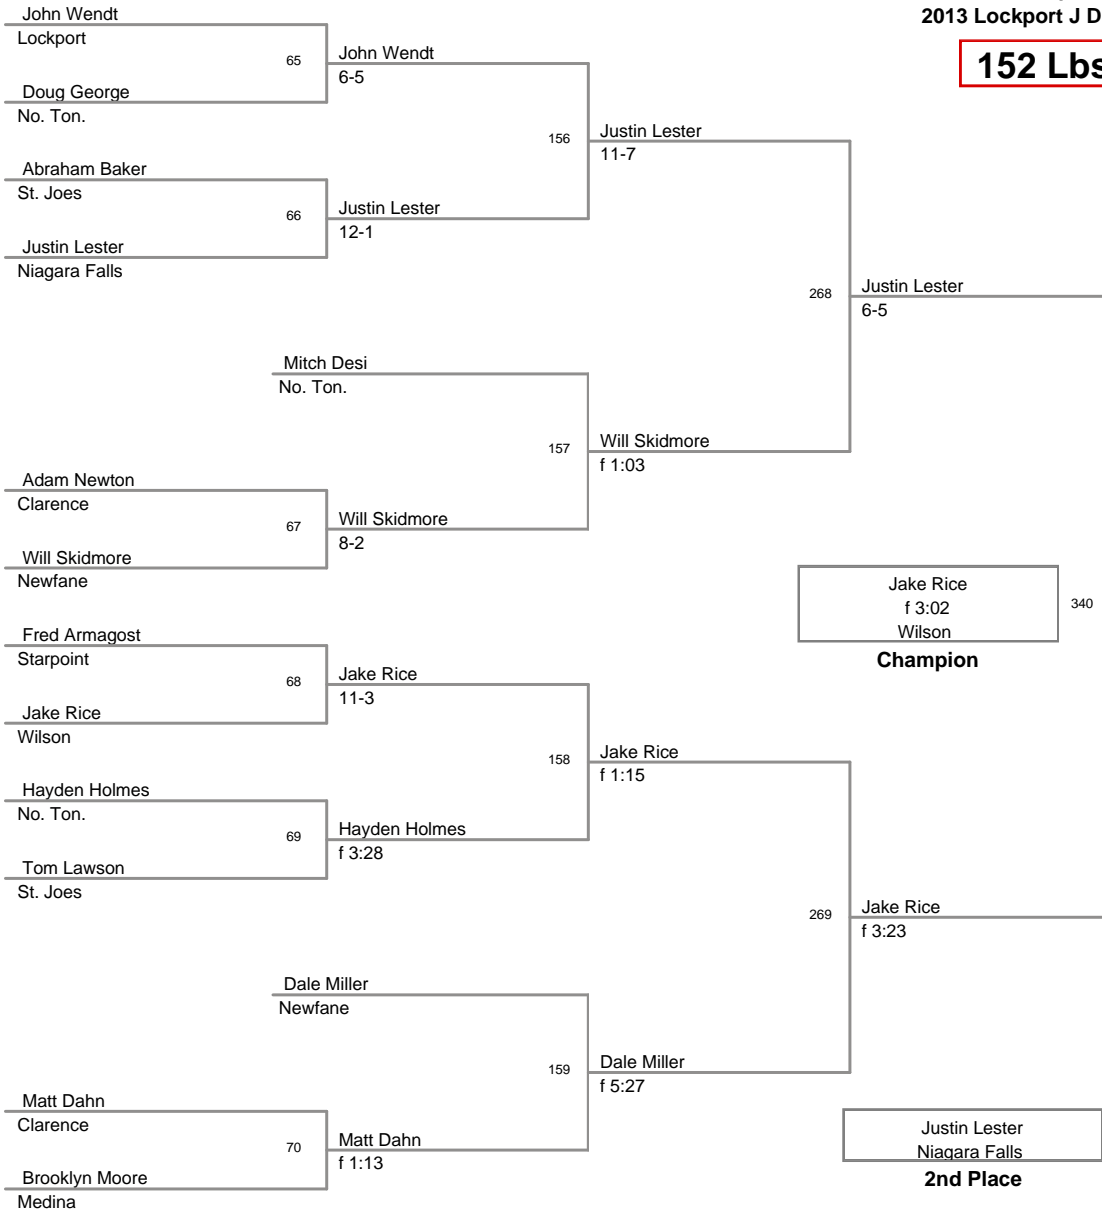 John Wendt
2013 Lockport J D
Lockport
65
John Wendt
6-5
152 Lbs
Doug George
No. Ton.
156
Justin Lester
11-7
Abraham Baker
St. Joes
66
Justin Lester
12-1
Justin Lester
Niagara Falls
268
Justin Lester
6-5
Mitch Desi
No. Ton.
157
Will Skidmore
f 1:03
Adam Newton
Clarence
67
Will Skidmore
8-2
Will Skidmore
Newfane
Jake Rice
f 3:02
Wilson
340
Champion
Fred Armagost
Starpoint
68
Jake Rice
11-3
Jake Rice
Wilson
158
Jake Rice
f 1:15
Hayden Holmes
No. Ton.
69
Hayden Holmes
f 3:28
Tom Lawson
St. Joes
269
Jake Rice
f 3:23
Dale Miller
Newfane
159
Dale Miller
f 5:27
Matt Dahn
Clarence
70
Matt Dahn
f 1:13
Brooklyn Moore
Medina
Justin Lester
Niagara Falls
2nd Place